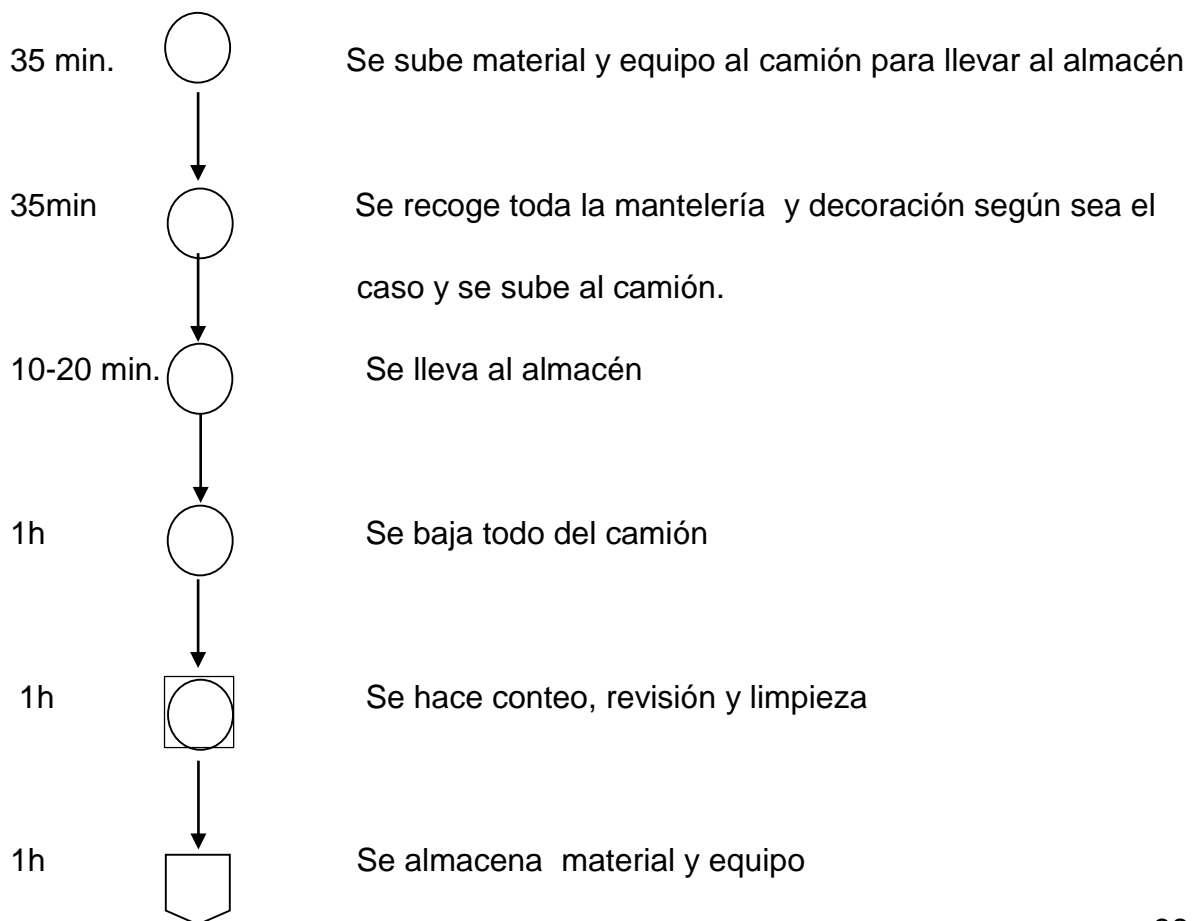 35 min. Se sube material y equipo al camión para llevar al almacén
35min Se recoge toda la mantelería y decoración según sea el
caso y se sube al camión.
10-20 min. Se lleva al almacén
1h Se baja todo del camión
1h Se hace conteo, revisión y limpieza
1h Se almacena material y equipo